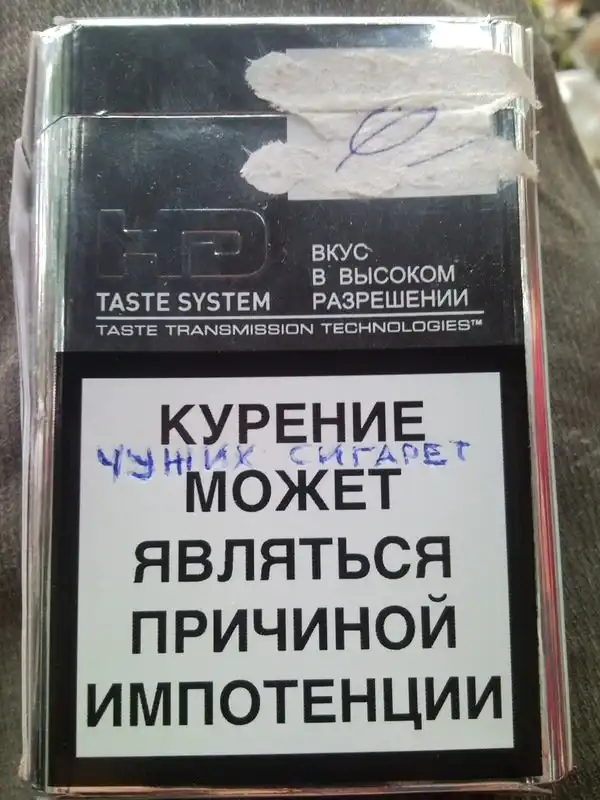 HD
ВКУС
В ВЫСОКОМ
РАЗРЕШЕНИИ
TASTE SYSTEM
TASTE TRANSMISSION TECHNOLOGIES™
КУРЕНИЕ
ЧУЖИХ СИГАРЕТ
МОЖЕТ
ЯВЛЯТЬСЯ
ПРИЧИНОЙ
ИМПОТЕНЦИИ